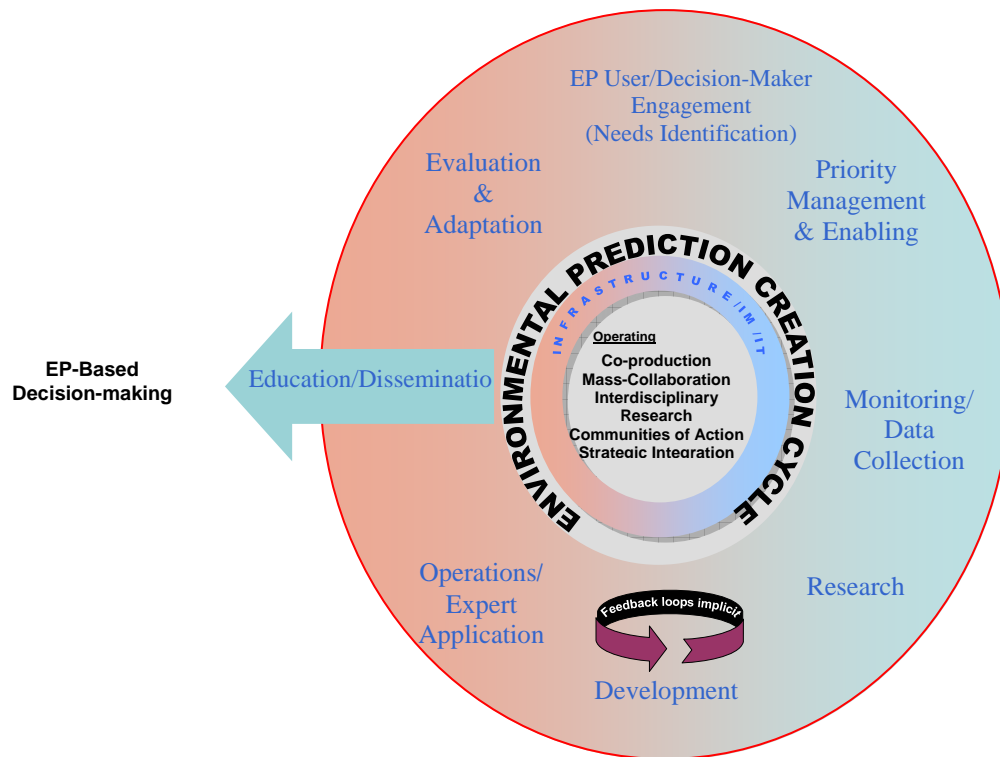 EP User/Decision-Maker
Engagement
(Needs Identification)
Evaluation
&
Adaptation
Priority
Management
& Enabling
ENVIRONMENTAL PREDICTION CREATION CYCLE
INFRASTRUCTURE/IM/IT
Operating
Co-production
Mass-Collaboration
Interdisciplinary
Research
Communities of Action
Strategic Integration
EP-Based
Decision-making
Education/Disseminatio
Monitoring/
Data
Collection
Operations/
Expert
Application
Research
Feedback loops implicit
Development